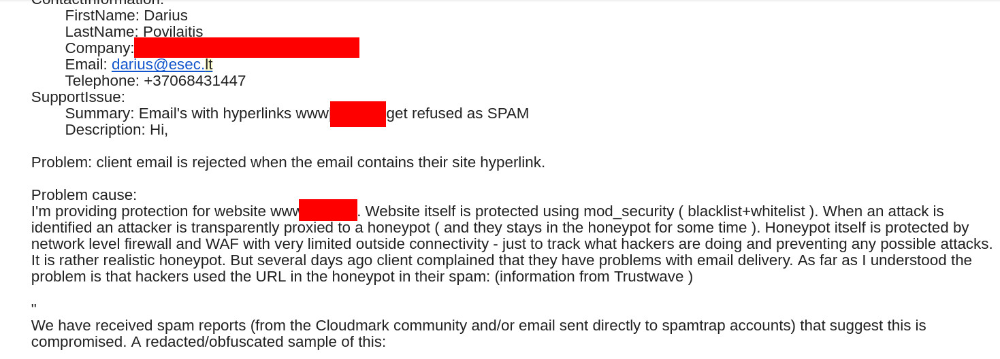 ContactInformation:
FirstName: Darius
LastName: Povilaitis
Company:
Email: darius@esec.lt
Telephone: +37068431447
SupportIssue:
Summary: Email's with hyperlinks www get refused as SPAM
Description: Hi,
Problem: client email is rejected when the email contains their site hyperlink.
Problem cause:
I'm providing protection for website www . Website itself is protected using mod_security ( blacklist+whitelist ). When an attack is
identified an attacker is transparently proxied to a honeypot ( and they stays in the honeypot for some time ). Honeypot itself is protected by
network level firewall and WAF with very limited outside connectivity - just to track what hackers are doing and preventing any possible attacks.
It is rather realistic honeypot. But several days ago client complained that they have problems with email delivery. As far as I understood the
problem is that hackers used the URL in the honeypot in their spam: (information from Trustwave )
"
We have received spam reports (from the Cloudmark community and/or email sent directly to spamtrap accounts) that suggest this is
compromised. A redacted/obfuscated sample of this: